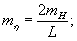 m_η = 2m_H / L ;